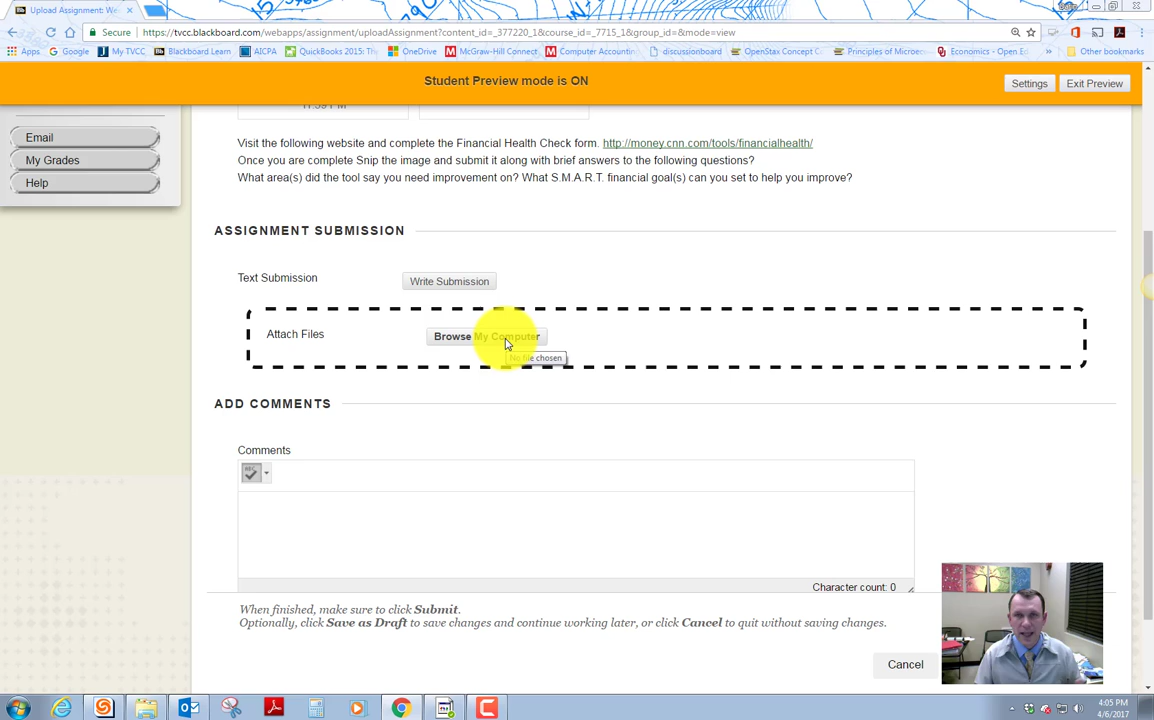 Upload Assignment: We
Secure
https://tvcc.blackboard.com/webapps/assignment/uploadAssignment?content_id=_377220_1&course_id=_7715_1&group_id=&mode=view
Apps
Google
My TVCC
Blackboard Learn
AICPA
QuickBooks 2015: Th
OneDrive
McGraw-Hill Connect
Computer Accountin
discussionboard
OpenStax Concept C
Principles of Microec
Economics - Open Ed
»
Other bookmarks
Student Preview mode is ON
Settings
Exit Preview
11:59 PM
Email
My Grades
Help
Visit the following website and complete the Financial Health Check form. http://money.cnn.com/tools/financialhealth/
Once you are complete Snip the image and submit it along with brief answers to the following questions?
What area(s) did the tool say you need improvement on? What S.M.A.R.T. financial goal(s) can you set to help you improve?
ASSIGNMENT SUBMISSION
Text Submission
Write Submission
Attach Files
Browse My Computer
No file chosen
ADD COMMENTS
Comments
Character count: 0
When finished, make sure to click Submit.
Optionally, click Save as Draft to save changes and continue working later, or click Cancel to quit without saving changes.
Cancel
4:05 PM
4/6/2017